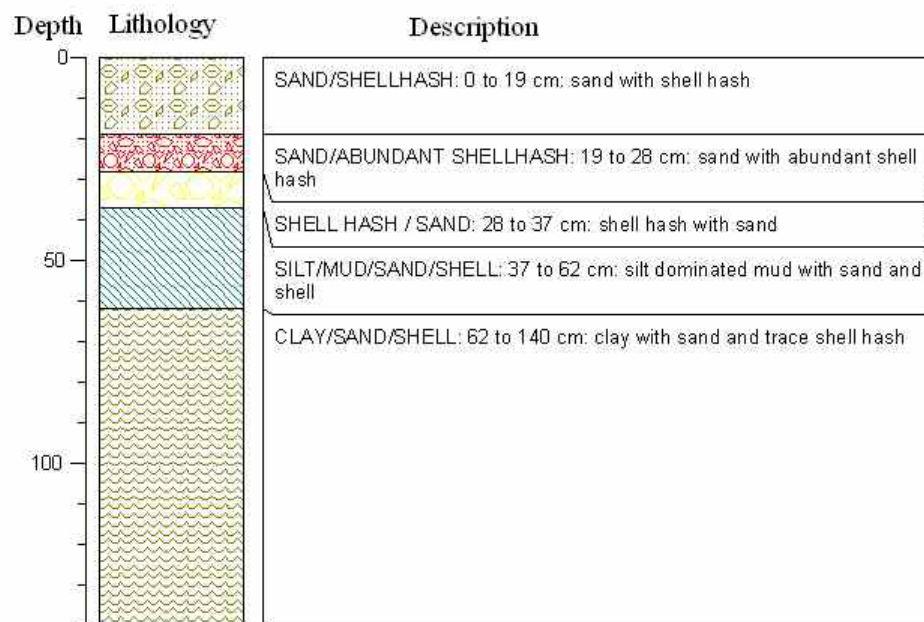 Depth Lithology Description
0
SAND/SHELLHASH: 0 to 19 cm: sand with shell hash
SAND/ABUNDANT SHELLHASH: 19 to 28 cm: sand with abundant shell
hash
SHELL HASH / SAND: 28 to 37 cm: shell hash with sand
50
SILT/MUD/SAND/SHELL: 37 to 62 cm: silt dominated mud with sand and
shell
CLAY/SAND/SHELL: 62 to 140 cm: clay with sand and trace shell hash
100